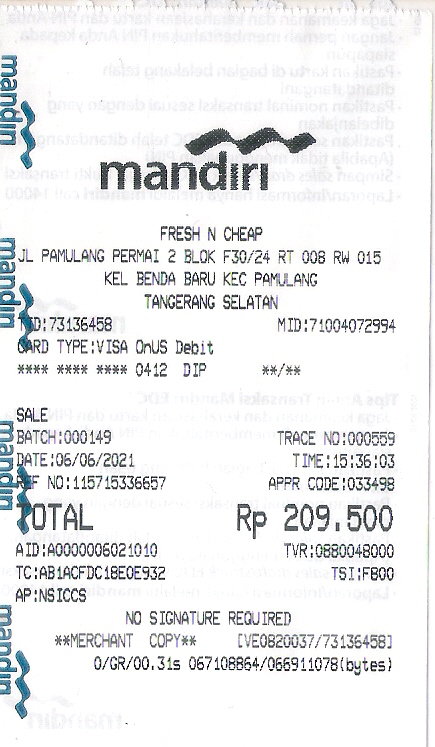 mandiri
FRESH N CHEAP
JL PAMULANG PERMAI 2 BLOK F30/24 RT 008 RW 015
KEL BENDA BARU KEC PAMULANG
TANGERANG SELATAN
TID:73136458 MID:71004072994
CARD TYPE:VISA OnUS Debit
**** **** **** 0412 DIP **/**
SALE
BATCH:000149 TRACE NO:000559
DATE:06/06/2021 TIME:15:36:03
REF NO:115715336657 APPR CODE:033498
TOTAL Rp 209.500
AID:A0000006021010 TVR:0880048000
TC:AB1ACFDC18E0E932 TSI:F800
AP:NSICCS
NO SIGNATURE REQUIRED
**MERCHANT COPY** [VE0820037/73136458]
0/GR/00.31s 067108864/066911078(bytes)
mandiri
mandiri
mandiri
mandiri